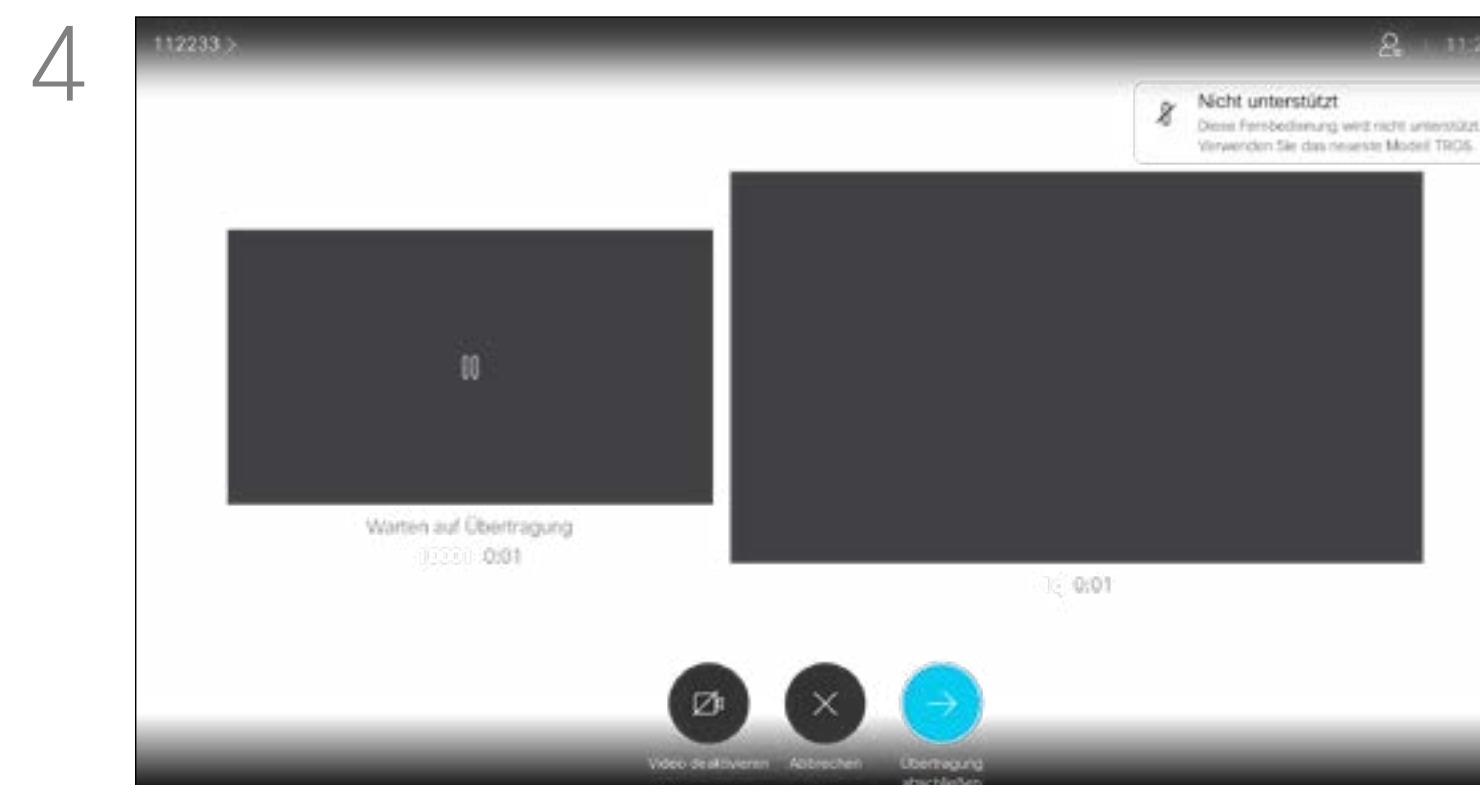 4
112233 >
Nicht unterstützt
Diese Fernbedienung wird nicht unterstützt.
Verwenden Sie das neueste Modell
Warten auf Übertragung
0:01
0:01
Video deaktivieren
Abbrechen
Übertragung
abschließen